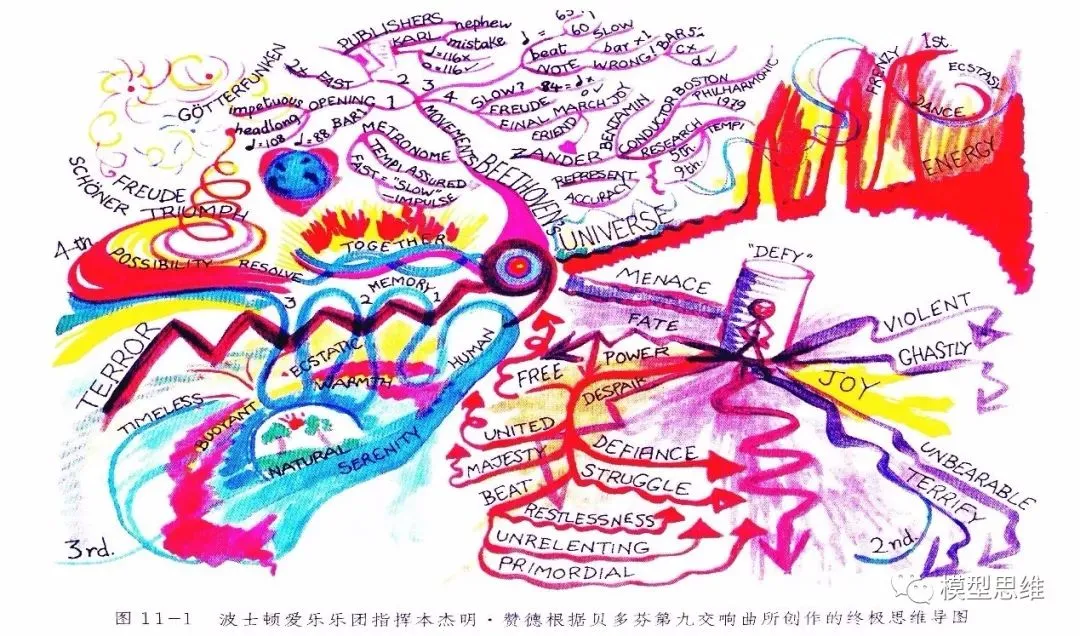 PUBLISHERS
KARL
nephew
mistake
♩=116×
♩=116✓
♩=
60
SLOW
beat
bar ×1
BARS
NOTE
WRONG!
c×
d✓
GÖTTERFUNKEN
2×
FAST
impetuous
OPENING
headlong
♩=108
♩=88
BAR1
1
2
3
4
MOVEMENTS
METRONOME
TEMPI ASSURED
FAST = "SLOW"
IMPULSE
SLOW?
84=
FREUDE
JOY
FINAL MARCH
FRIEND
ZANDER
BENJAMIN
CONDUCTOR
BOSTON
PHILHARMONIC
1979
RESEARCH
TEMPI
5th.
9th.
REPRESENT
ACCURACY
BEETHOVEN'S
UNIVERSE
FRENZY
1st.
ECSTASY
DANCE
ENERGY
FREUDE
SCHÖNER
TRIUMPH
4-th
POSSIBILITY
RESOLVE
TOGETHER
MEMORY
3
2
1
TERROR
ECSTATIC
WARMTH
HUMAN
TIMELESS
BUOYANT
NATURAL
SERENITY
3rd.
"DEFY"
MENACE
FATE
POWER
FREE
DESPAIR
VIOLENT
GHASTLY
JOY
UNITED
MAJESTY
DEFIANCE
STRUGGLE
BEAT
RESTLESSNESS
UNRELENTING
PRIMORDIAL
UNBEARABLE
TERRIFY
2nd.
模型思维
图 11-1 波士顿爱乐乐团指挥本杰明·赞德根据贝多芬第九交响曲所创作的终极思维导图